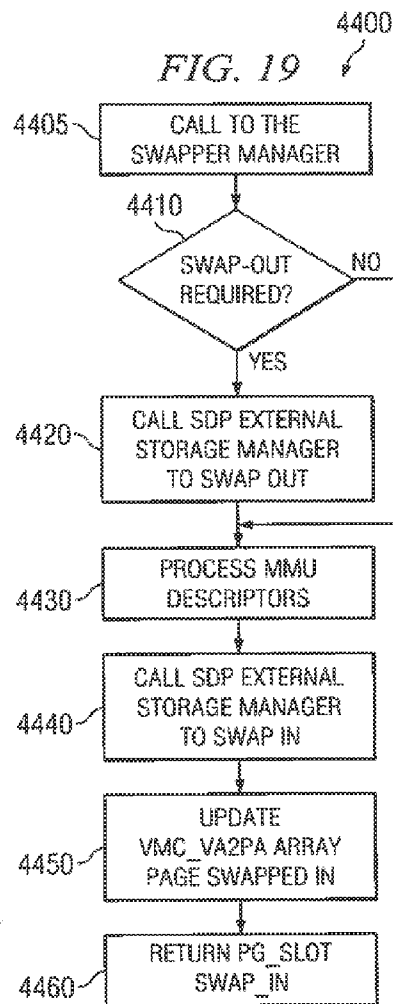 4400
FIG. 19
4405
CALL TO THE
SWAPPER MANAGER
4410
SWAP-OUT
REQUIRED?
NO
YES
4420
CALL SDP EXTERNAL
STORAGE MANAGER
TO SWAP OUT
4430
PROCESS MMU
DESCRIPTORS
4440
CALL SDP EXTERNAL
STORAGE MANAGER
TO SWAP IN
4450
UPDATE
VMC_VA2PA ARRAY
PAGE SWAPPED IN
4460
RETURN PG_SLOT
SWAP_IN